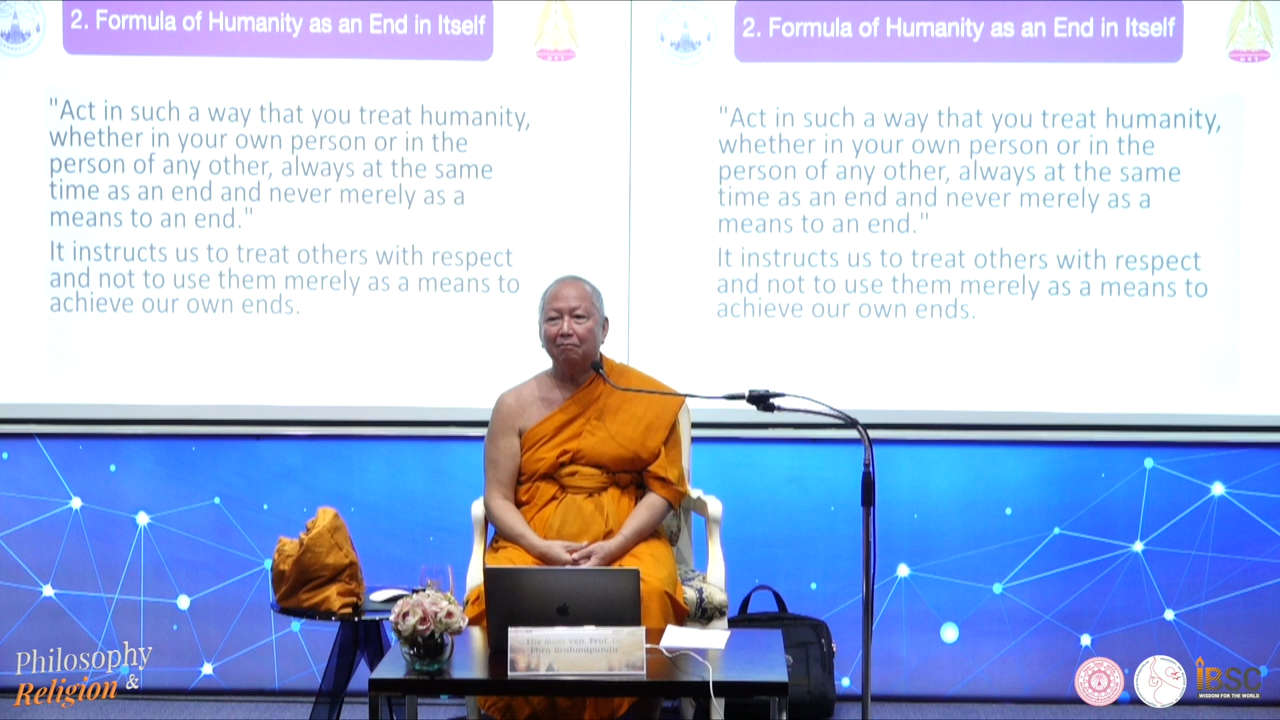 2. Formula of Humanity as an End in Itself
"Act in such a way that you treat humanity,
whether in your own person or in the
person of any other, always at the same
time as an end and never merely as a
means to an end."
It instructs us to treat others with respect
and not to use them merely as a means to
achieve our own ends.
2. Formula of Humanity as an End in Itself
"Act in such a way that you treat humanity,
whether in your own person or in the
person of any other, always at the same
time as an end and never merely as a
means to an end."
It instructs us to treat others with respect
and not to use them merely as a means to
achieve our own ends.
The Most Ven. Prof. Dr.
Phra Brahmapundit
Philosophy
& Religion
IBSC
WISDOM FOR THE WORLD